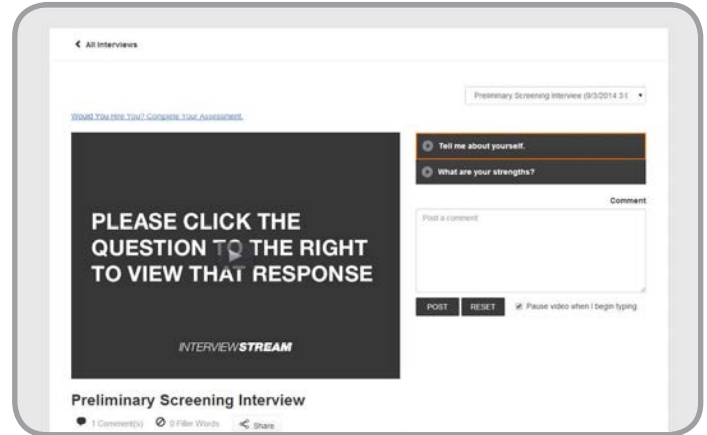 All Interviews
Preliminary Screening Interview (9/3/2014 3:(
Would You Hire You? Complete Your Assessment.
PLEASE CLICK THE
QUESTION TO THE RIGHT
TO VIEW THAT RESPONSE
INTERVIEWSTREAM
Tell me about yourself.
What are your strengths?
Comment
Post a comment
POST RESET Pause video when I begin typing
Preliminary Screening Interview
1 Comment(s) 0 Filler Words Share